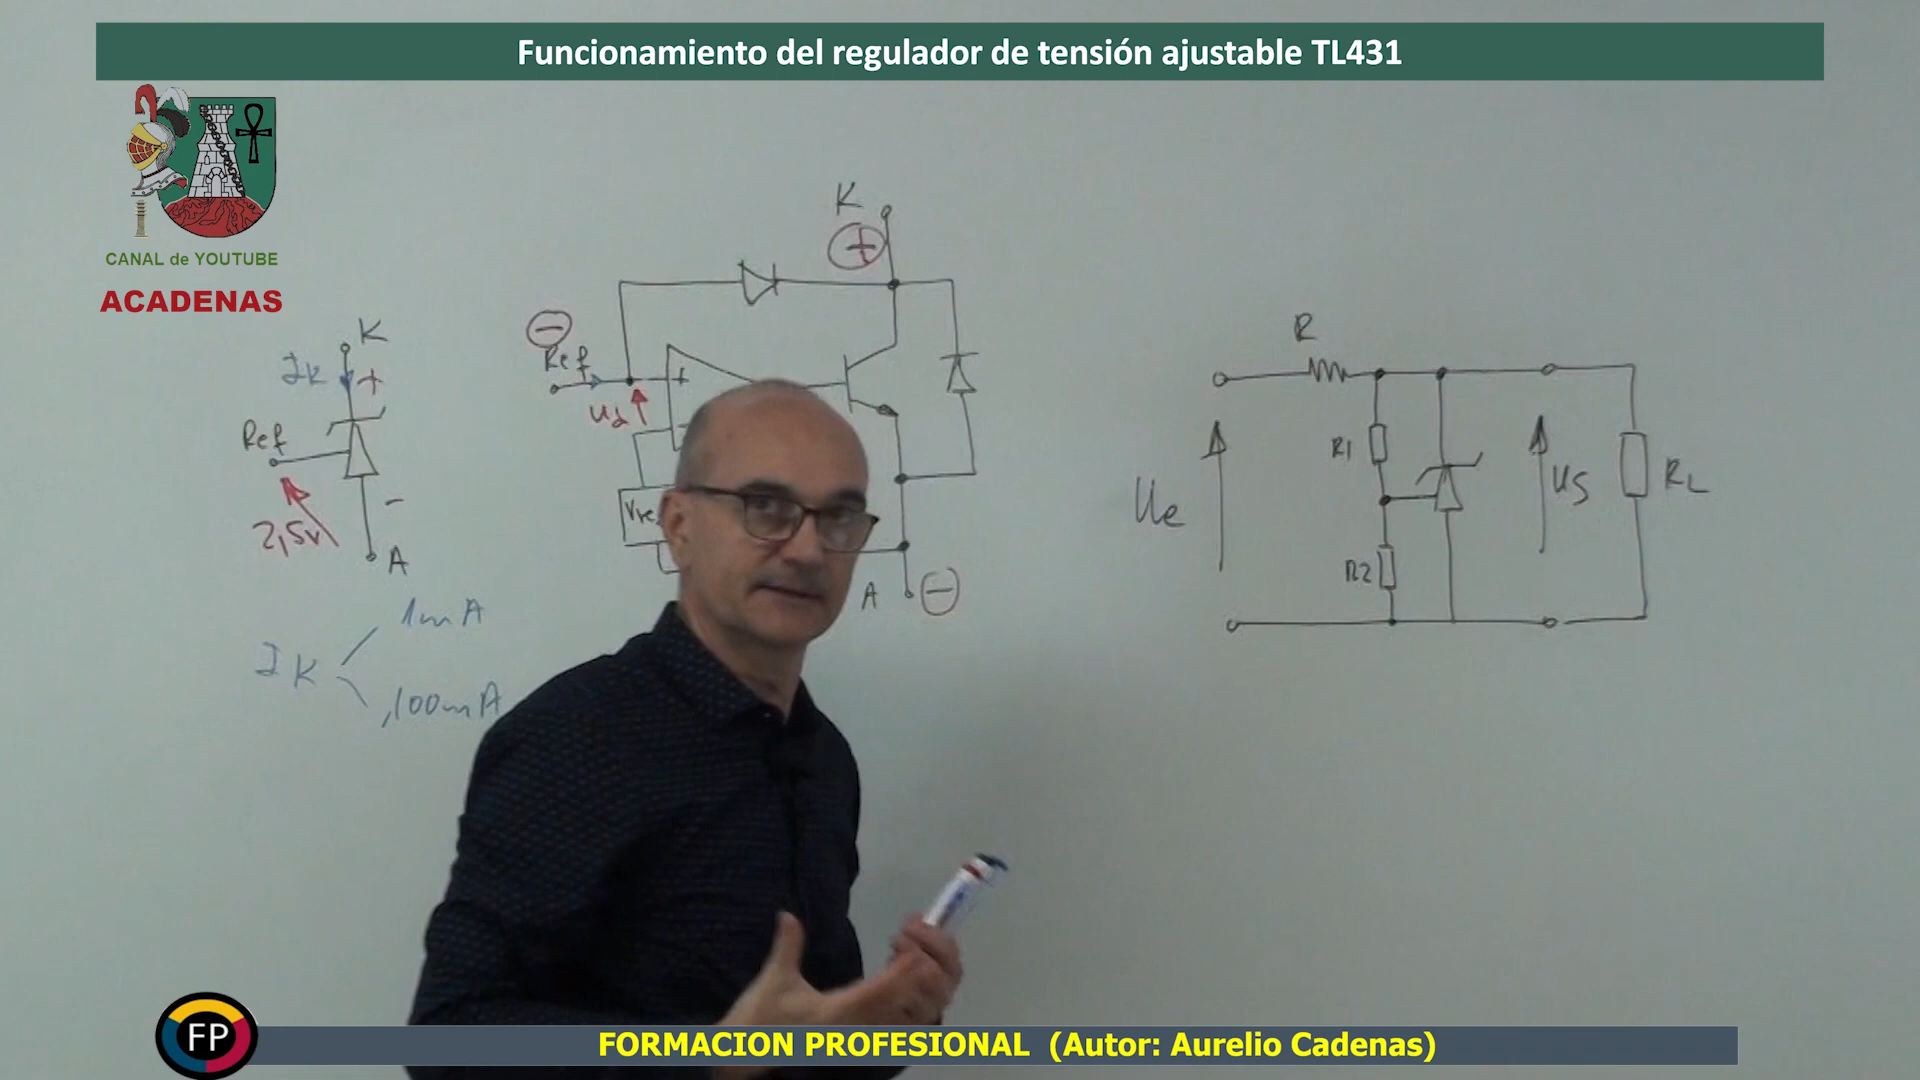 Funcionamiento del regulador de tensión ajustable TL431
CANAL de YOUTUBE
ACADENAS
K
IK
+
Ref
2,5v
-
A
IK
1mA
100mA
K
+
-
Ref
+
Ud
Vre
A
-
R
R1
R2
Ue
Us
RL
FP
FORMACION PROFESIONAL (Autor: Aurelio Cadenas)